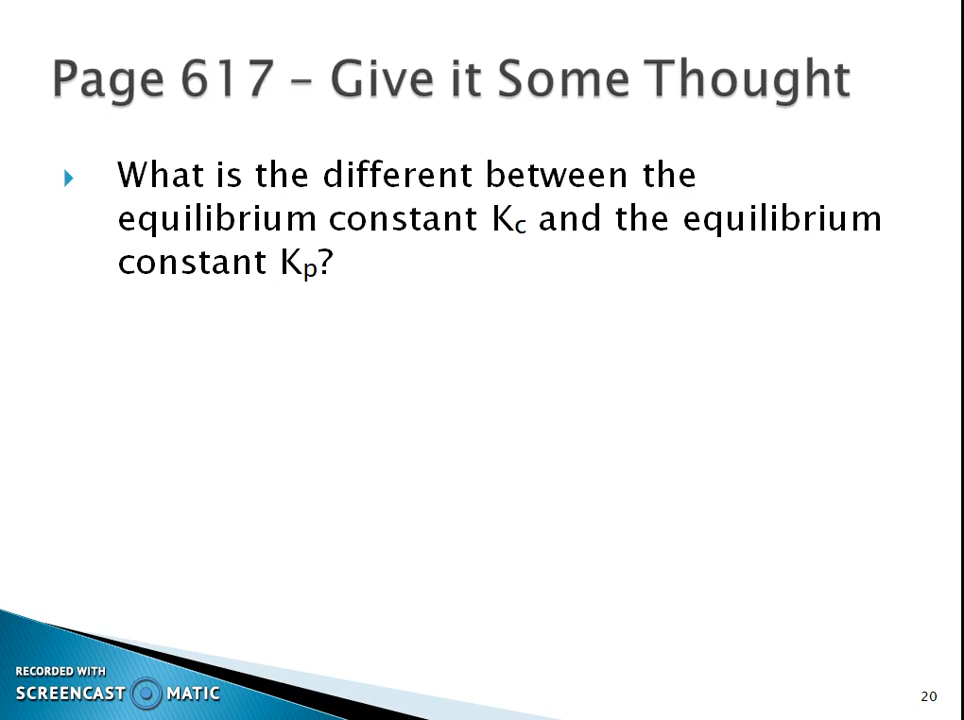 Page 617 – Give it Some Thought
What is the different between the
equilibrium constant Kc and the equilibrium
constant Kp?
RECORDED WITH
SCREENCAST MATIC
20